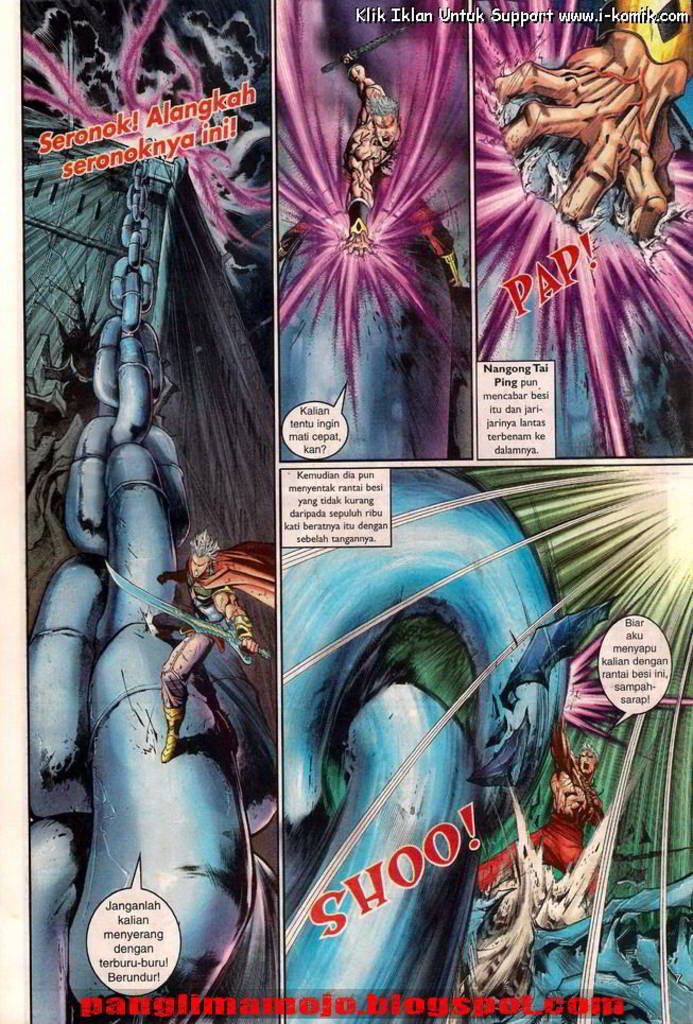 Klik Iklan Untuk Support www.i-komik.com
Seronok! Alangkah
seronoknya ini!
Janganlah
kalian
menyerang
dengan
terburu-buru!
Berundur!
Kalian
tentu ingin
mati cepat,
kan?
PAP!
Nangong Tai
Ping pun
mencabar besi
itu dan jari-
jarinya lantas
terbenam ke
dalamnya.
Kemudian dia pun
menyentak rantai besi
yang tidak kurang
daripada sepuluh ribu
kati beratnya itu dengan
sebelah tangannya.
Biar
aku
menyapu
kalian dengan
rantai besi ini,
sampah-
sarap!
SHOO!
7
panglimamojo.blogspot.com